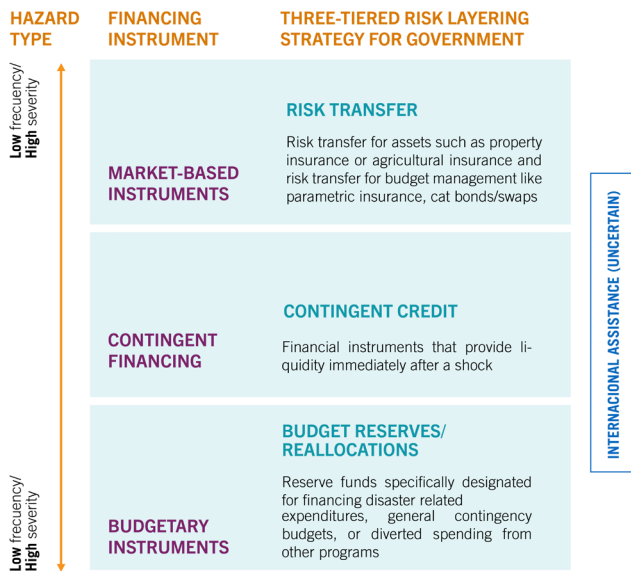 HAZARD
TYPE
FINANCING
INSTRUMENT
THREE-TIERED RISK LAYERING
STRATEGY FOR GOVERNMENT
Low frecuency/
High severity
MARKET-BASED
INSTRUMENTS
RISK TRANSFER
Risk transfer for assets such as property
insurance or agricultural insurance and
risk transfer for budget management like
parametric insurance, cat bonds/swaps
CONTINGENT
FINANCING
CONTINGENT CREDIT
Financial instruments that provide li-
quidity immediately after a shock
Low frecuency/
High severity
BUDGETARY
INSTRUMENTS
BUDGET RESERVES/
REALLOCATIONS
Reserve funds specifically designated
for financing disaster related
expenditures, general contingency
budgets, or diverted spending from
other programs
INTERNACIONAL ASSISTANCE (UNCERTAIN)